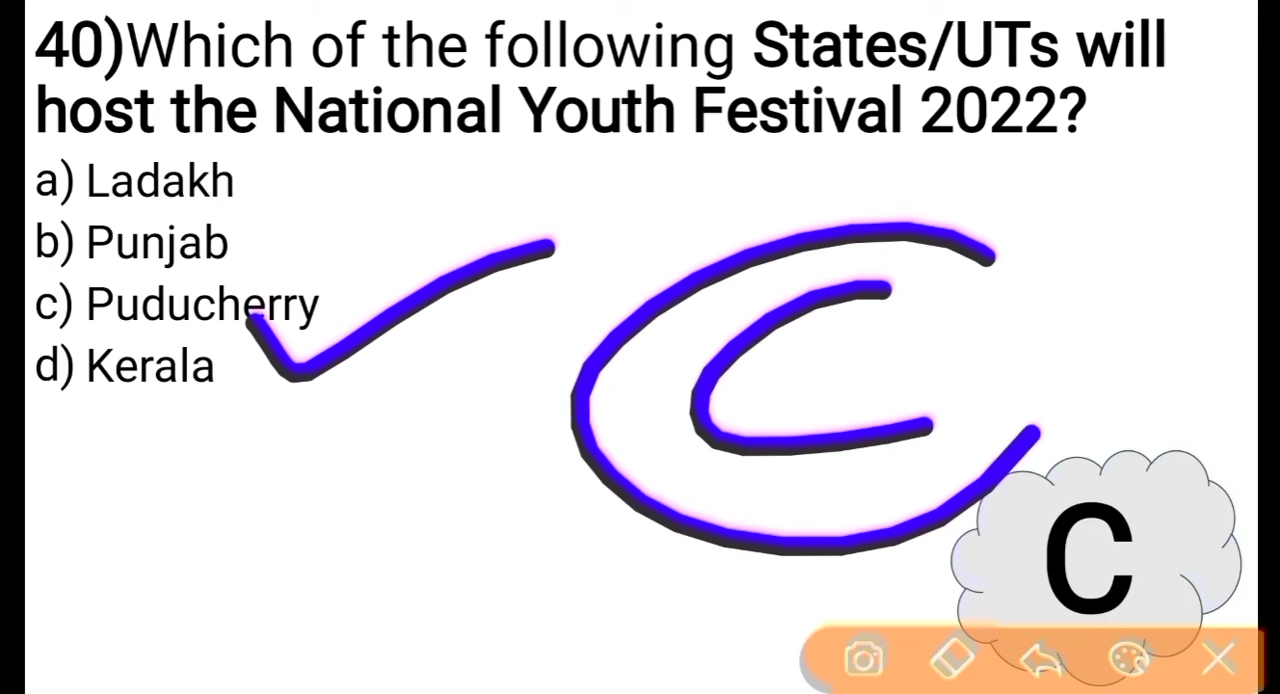 40)Which of the following States/UTs will
host the National Youth Festival 2022?
a) Ladakh
b) Punjab
c) Puducherry
d) Kerala
C
C